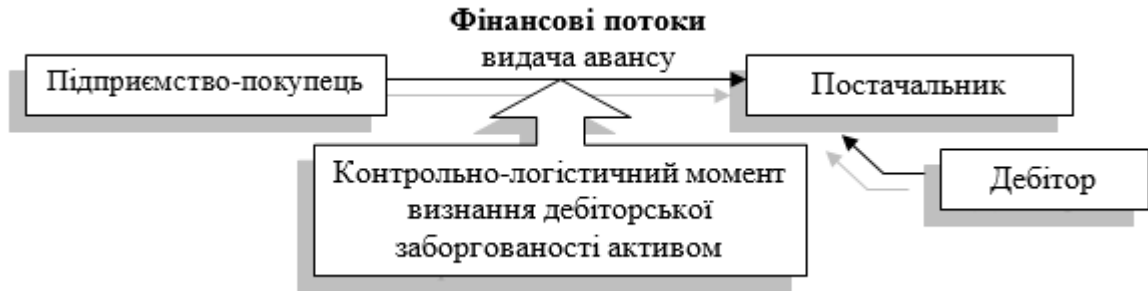 Фінансові потоки
видача авансу
Підприємство-покупець
Постачальник
Контрольно-логістичний момент
визнання дебіторської
заборгованості активом
Дебітор